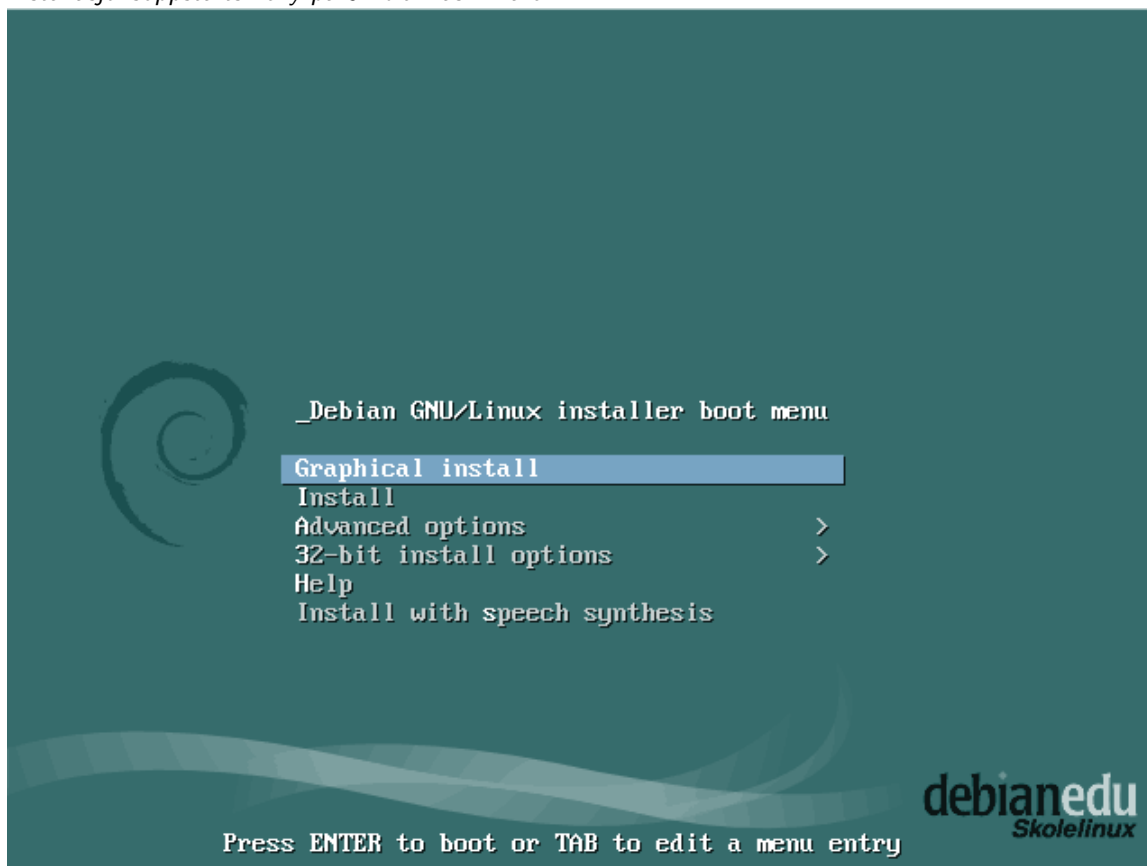 _Debian GNU/Linux installer boot menu
Graphical install
Install
Advanced options >
32-bit install options >
Help
Install with speech synthesis
debianedu
Skolelinux
Press ENTER to boot or TAB to edit a menu entry